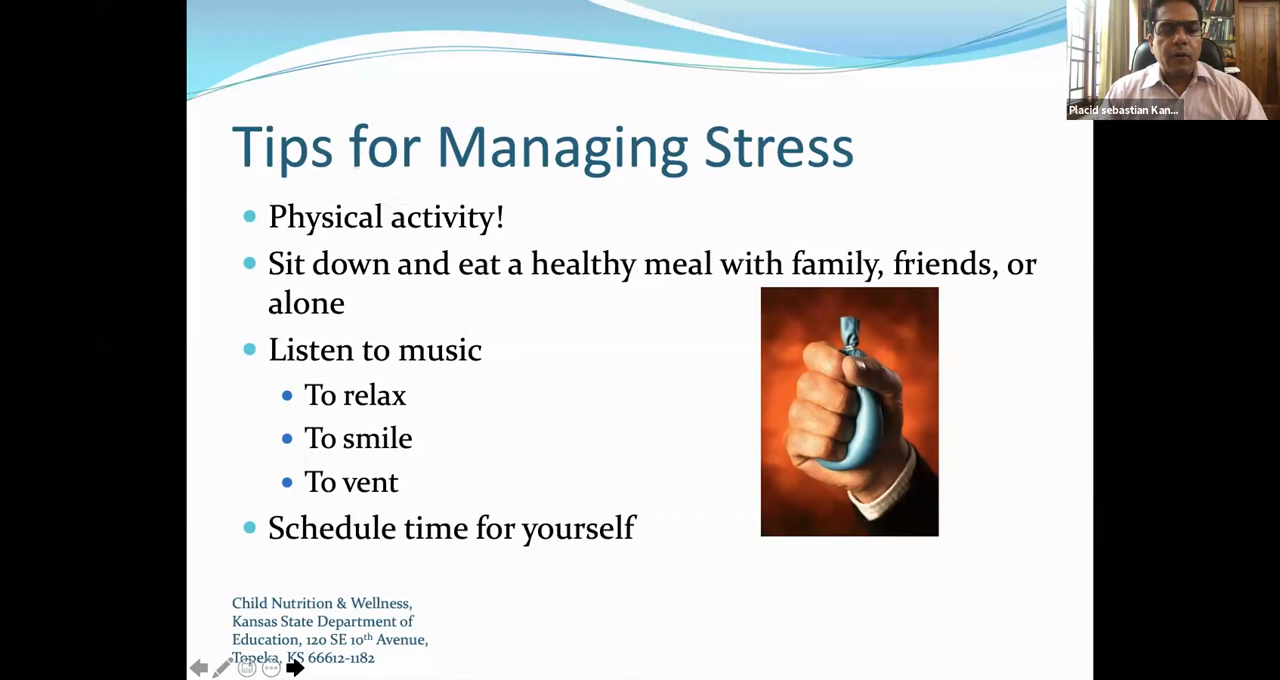 Placid sebastian Kan...
Tips for Managing Stress
Physical activity!
Sit down and eat a healthy meal with family, friends, or
alone
Listen to music
To relax
To smile
To vent
Schedule time for yourself
Child Nutrition & Wellness,
Kansas State Department of
Education, 120 SE 10th Avenue,
Topeka, KS 66612-1182